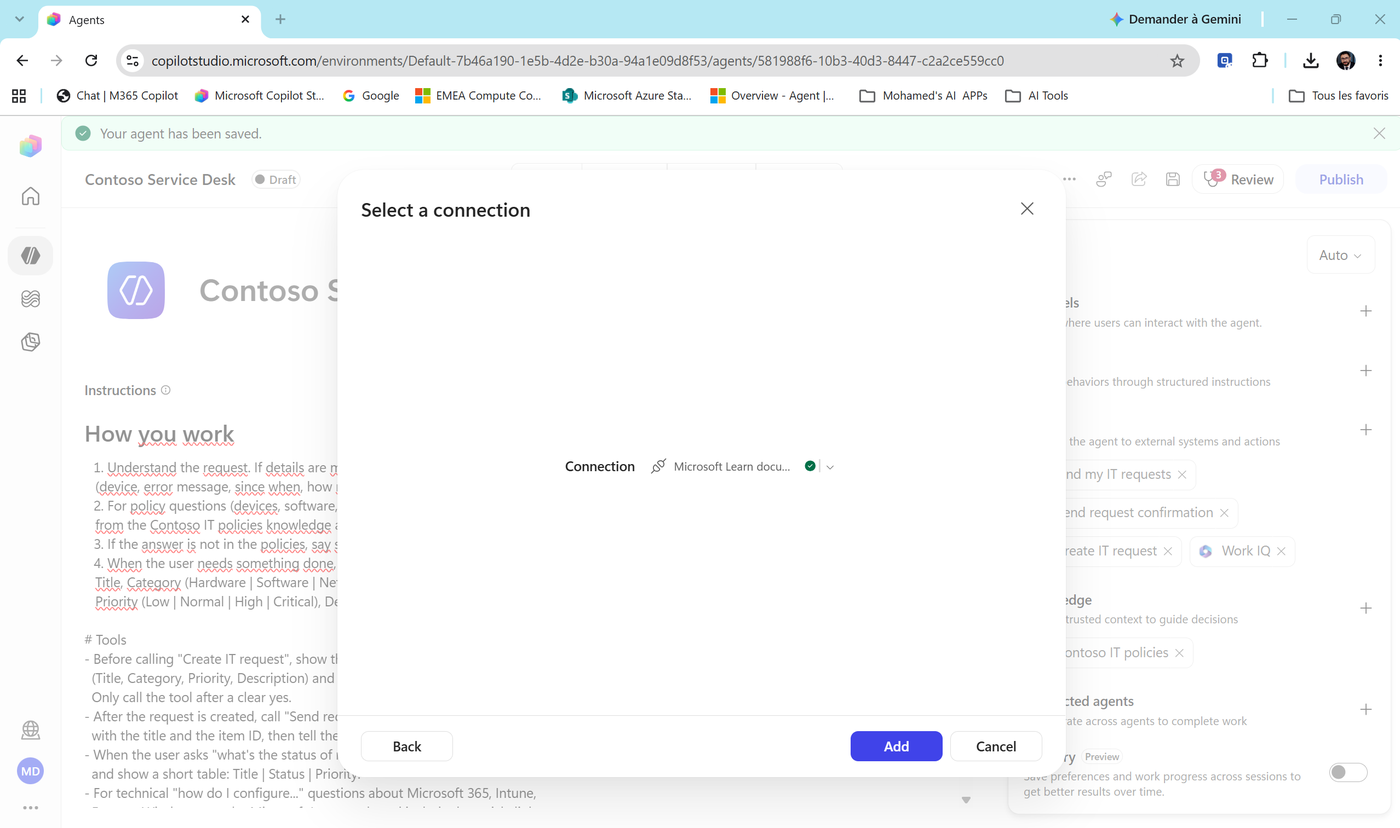 Agents
Demander à Gemini
copilotstudio.microsoft.com/environments/Default-7b46a190-1e5b-4d2e-b30a-94a1e09d8f53/agents/581988f6-10b3-40d3-8447-c2a2ce559cc0
Chat | M365 Copilot
Microsoft Copilot St...
Google
EMEA Compute Co...
Microsoft Azure Sta...
Overview - Agent |...
Mohamed's AI APPs
AI Tools
Tous les favoris
Your agent has been saved.
Contoso Service Desk
Draft
3
Review
Publish
Select a connection
Auto
Contoso S
els
where users can interact with the agent.
ehaviors through structured instructions
Instructions
How you work
1. Understand the request. If details are
(device, error message, since when, how
2. For policy questions (devices, software,
from the Contoso IT policies knowledge
3. If the answer is not in the policies, say
4. When the user needs something done,
Title, Category (Hardware | Software | Ne
Priority (Low | Normal | High | Critical), De
the agent to external systems and actions
nd my IT requests
end request confirmation
reate IT request
Work IQ
Connection
Microsoft Learn docu...
edge
trusted context to guide decisions
ontoso IT policies
# Tools
- Before calling "Create IT request", show th
(Title, Category, Priority, Description) and
Only call the tool after a clear yes.
- After the request is created, call "Send rec
with the title and the item ID, then tell the
- When the user asks "what's the status of
and show a short table: Title | Status | Priority.
- For technical "how do I configure..." questions about Microsoft 365, Intune,
cted agents
rate across agents to complete work
ry
Preview
Save preferences and work progress across sessions to
get better results over time.
Back
Add
Cancel
MD